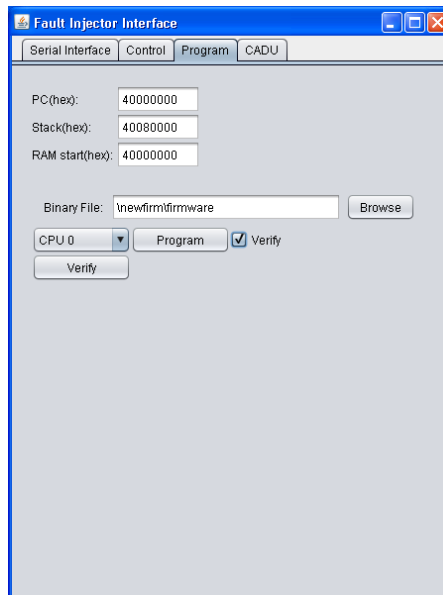 Fault Injector Interface
Serial Interface Control Program CADU
PC(hex): 40000000
Stack(hex): 40080000
RAM start(hex): 40000000
Binary File: \newfirm\firmware Browse
CPU 0 Program Verify
Verify